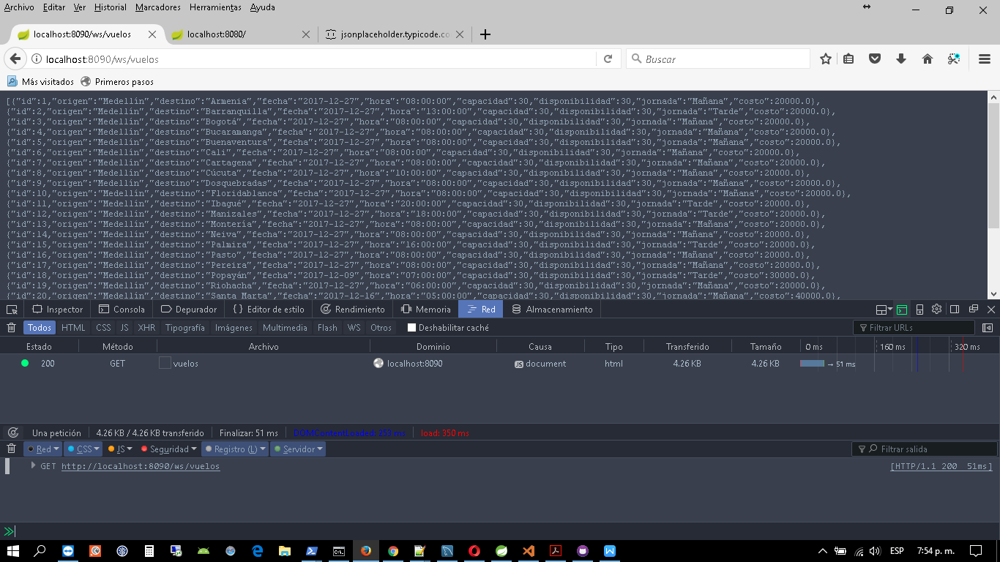 Archivo Editar Ver Historial Marcadores Herramientas Ayuda
localhost:8090/ws/vuelos localhost:8080/ jsonplaceholder.typicode.co
localhost:8090/ws/vuelos Buscar
Más visitados Primeros pasos
[{"id":1,"origen":"Medellín","destino":"Armenia","fecha":"2017-12-27","hora":"08:00:00","capacidad":30,"disponibilidad":30,"jornada":"Mañana","costo":20000.0},
{"id":2,"origen":"Medellín","destino":"Barranquilla","fecha":"2017-12-27","hora":"13:00:00","capacidad":30,"disponibilidad":30,"jornada":"Tarde","costo":20000.0},
{"id":3,"origen":"Medellín","destino":"Bogotá","fecha":"2017-12-27","hora":"08:00:00","capacidad":30,"disponibilidad":30,"jornada":"Mañana","costo":20000.0},
{"id":4,"origen":"Medellín","destino":"Bucaramanga","fecha":"2017-12-27","hora":"08:00:00","capacidad":30,"disponibilidad":30,"jornada":"Mañana","costo":20000.0},
{"id":5,"origen":"Medellín","destino":"Buenaventura","fecha":"2017-12-27","hora":"08:00:00","capacidad":30,"disponibilidad":30,"jornada":"Mañana","costo":20000.0},
{"id":6,"origen":"Medellín","destino":"Cali","fecha":"2017-12-27","hora":"08:00:00","capacidad":30,"disponibilidad":30,"jornada":"Mañana","costo":20000.0},
{"id":7,"origen":"Medellín","destino":"Cartagena","fecha":"2017-12-27","hora":"08:00:00","capacidad":30,"disponibilidad":30,"jornada":"Mañana","costo":20000.0},
{"id":8,"origen":"Medellín","destino":"Cúcuta","fecha":"2017-12-27","hora":"10:00:00","capacidad":30,"disponibilidad":30,"jornada":"Mañana","costo":20000.0},
{"id":9,"origen":"Medellín","destino":"Dosquebradas","fecha":"2017-12-27","hora":"08:00:00","capacidad":30,"disponibilidad":30,"jornada":"Mañana","costo":20000.0},
{"id":10,"origen":"Medellín","destino":"Floridablanca","fecha":"2017-12-27","hora":"08:00:00","capacidad":30,"disponibilidad":30,"jornada":"Mañana","costo":20000.0},
{"id":11,"origen":"Medellín","destino":"Ibagué","fecha":"2017-12-27","hora":"20:00:00","capacidad":30,"disponibilidad":30,"jornada":"Tarde","costo":20000.0},
{"id":12,"origen":"Medellín","destino":"Manizales","fecha":"2017-12-27","hora":"18:00:00","capacidad":30,"disponibilidad":30,"jornada":"Tarde","costo":20000.0},
{"id":13,"origen":"Medellín","destino":"Montería","fecha":"2017-12-27","hora":"08:00:00","capacidad":30,"disponibilidad":30,"jornada":"Mañana","costo":20000.0},
{"id":14,"origen":"Medellín","destino":"Neiva","fecha":"2017-12-27","hora":"08:00:00","capacidad":30,"disponibilidad":30,"jornada":"Mañana","costo":20000.0},
{"id":15,"origen":"Medellín","destino":"Palmira","fecha":"2017-12-27","hora":"16:00:00","capacidad":30,"disponibilidad":30,"jornada":"Tarde","costo":20000.0},
{"id":16,"origen":"Medellín","destino":"Pasto","fecha":"2017-12-27","hora":"08:00:00","capacidad":30,"disponibilidad":30,"jornada":"Mañana","costo":20000.0},
{"id":17,"origen":"Medellín","destino":"Pereira","fecha":"2017-12-27","hora":"08:00:00","capacidad":30,"disponibilidad":30,"jornada":"Mañana","costo":20000.0},
{"id":18,"origen":"Medellín","destino":"Popayán","fecha":"2017-12-09","hora":"07:00:00","capacidad":30,"disponibilidad":30,"jornada":"Tarde","costo":30000.0},
{"id":19,"origen":"Medellín","destino":"Riohacha","fecha":"2017-12-27","hora":"06:00:00","capacidad":30,"disponibilidad":30,"jornada":"Mañana","costo":20000.0},
{"id":20,"origen":"Medellín","destino":"Santa Marta","fecha":"2017-12-16","hora":"05:00:00","capacidad":30,"disponibilidad":30,"jornada":"Mañana","costo":40000.0},
Inspector Consola Depurador Editor de estilo Rendimiento Memoria Red Almacenamiento
Todos HTML CSS JS XHR Tipografía Imágenes Multimedia Flash WS Otros Deshabilitar caché Filtrar URLs
Estado Método Archivo Dominio Causa Tipo Transferido Tamaño 0 ms 160 ms 320 ms
200 GET vuelos localhost:8090 JS document html 4.26 KB 4.26 KB → 51 ms
Una petición 4.26 KB / 4.26 KB transferido Finalizar: 51 ms DOMContentLoaded: 293 ms load: 350 ms
Red CSS JS Seguridad Registro (L) Servidor Filtrar salida
GET http://localhost:8090/ws/vuelos [HTTP/1.1 200 51ms]
ESP 7:54 p. m.